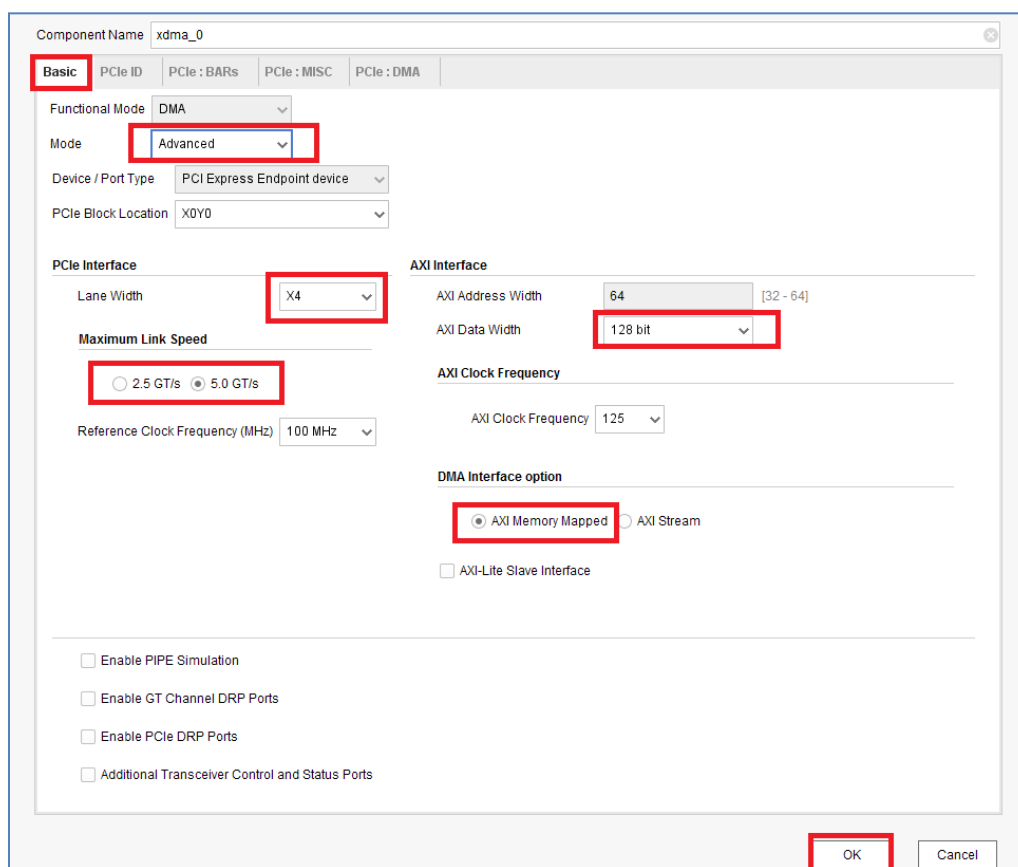 Component Name xdma_0
Basic PCIe ID PCIe : BARs PCIe : MISC PCIe : DMA
Functional Mode DMA
Mode Advanced
Device / Port Type PCI Express Endpoint device
PCIe Block Location X0Y0
PCIe Interface
Lane Width X4
Maximum Link Speed
2.5 GT/s 5.0 GT/s
Reference Clock Frequency (MHz) 100 MHz
AXI Interface
AXI Address Width 64 [32 - 64]
AXI Data Width 128 bit
AXI Clock Frequency
AXI Clock Frequency 125
DMA Interface option
AXI Memory Mapped AXI Stream
AXI-Lite Slave Interface
Enable PIPE Simulation
Enable GT Channel DRP Ports
Enable PCIe DRP Ports
Additional Transceiver Control and Status Ports
OK Cancel